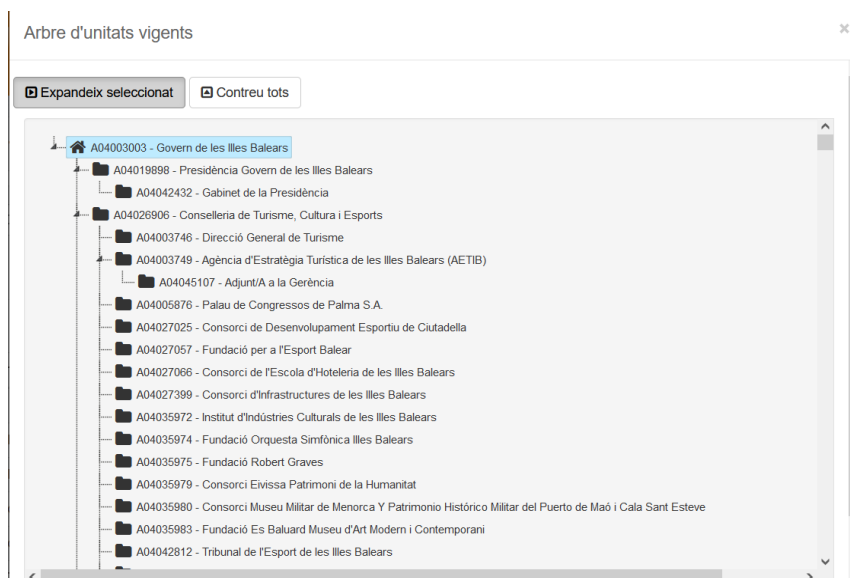 Arbre d'unitats vigents
×
Expandeix seleccionat
Contreu tots
A04003003 - Govern de les Illes Balears
A04019898 - Presidència Govern de les Illes Balears
A04042432 - Gabinet de la Presidència
A04026906 - Conselleria de Turisme, Cultura i Esports
A04003746 - Direcció General de Turisme
A04003749 - Agència d'Estratègia Turística de les Illes Balears (AETIB)
A04045107 - Adjunt/A a la Gerència
A04005876 - Palau de Congressos de Palma S.A.
A04027025 - Consorci de Desenvolupament Esportiu de Ciutadella
A04027057 - Fundació per a l'Esport Balear
A04027066 - Consorci de l'Escola d'Hoteleria de les Illes Balears
A04027399 - Consorci d'Infrastructures de les Illes Balears
A04035972 - Institut d'Indústries Culturals de les Illes Balears
A04035974 - Fundació Orquesta Simfònica Illes Balears
A04035975 - Fundació Robert Graves
A04035979 - Consorci Eivissa Patrimoni de la Humanitat
A04035980 - Consorci Museu Militar de Menorca Y Patrimonio Histórico Militar del Puerto de Maó i Cala Sant Esteve
A04035983 - Fundació Es Baluard Museu d'Art Modern i Contemporani
A04042812 - Tribunal de l'Esport de les Illes Balears